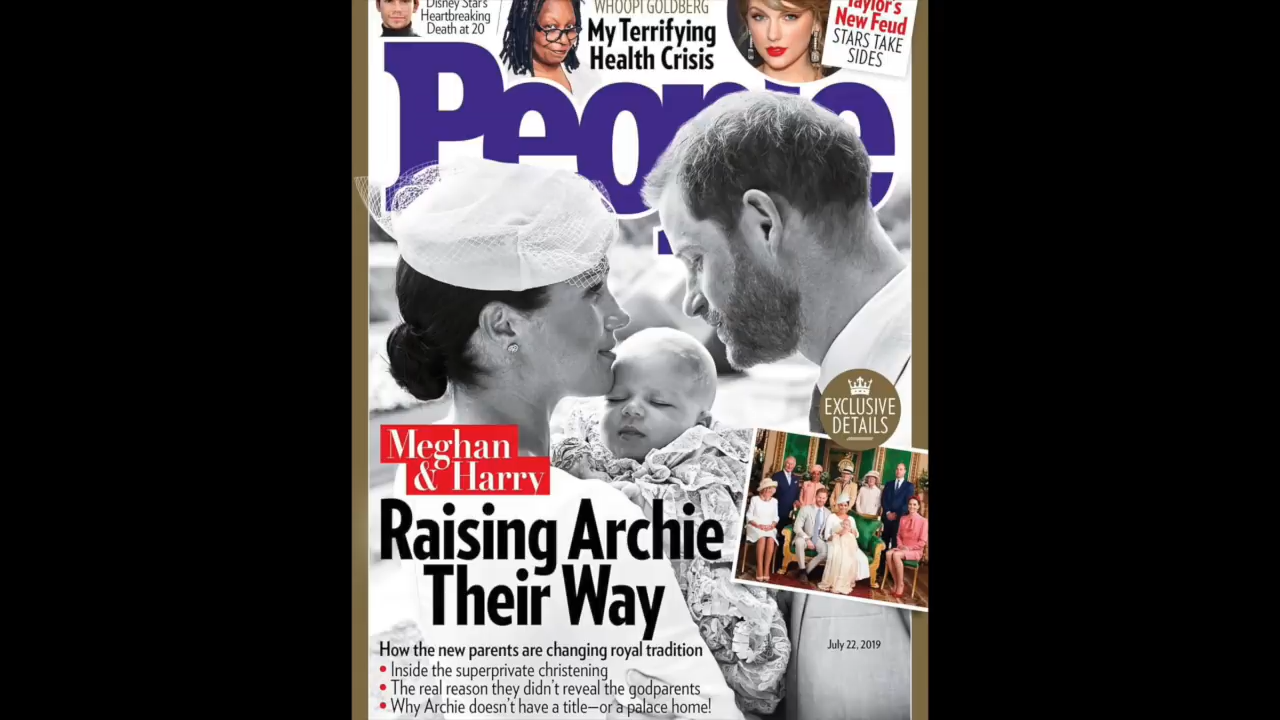 Disney Star's
Heartbreaking
Death at 20
WHOOPI GOLDBERG
My Terrifying
Health Crisis
Taylor's
New Feud
STARS TAKE
SIDES
People
EXCLUSIVE
DETAILS
Meghan
& Harry
Raising Archie
Their Way
How the new parents are changing royal tradition
• Inside the superprivate christening
• The real reason they didn't reveal the godparents
• Why Archie doesn't have a title—or a palace home!
July 22, 2019